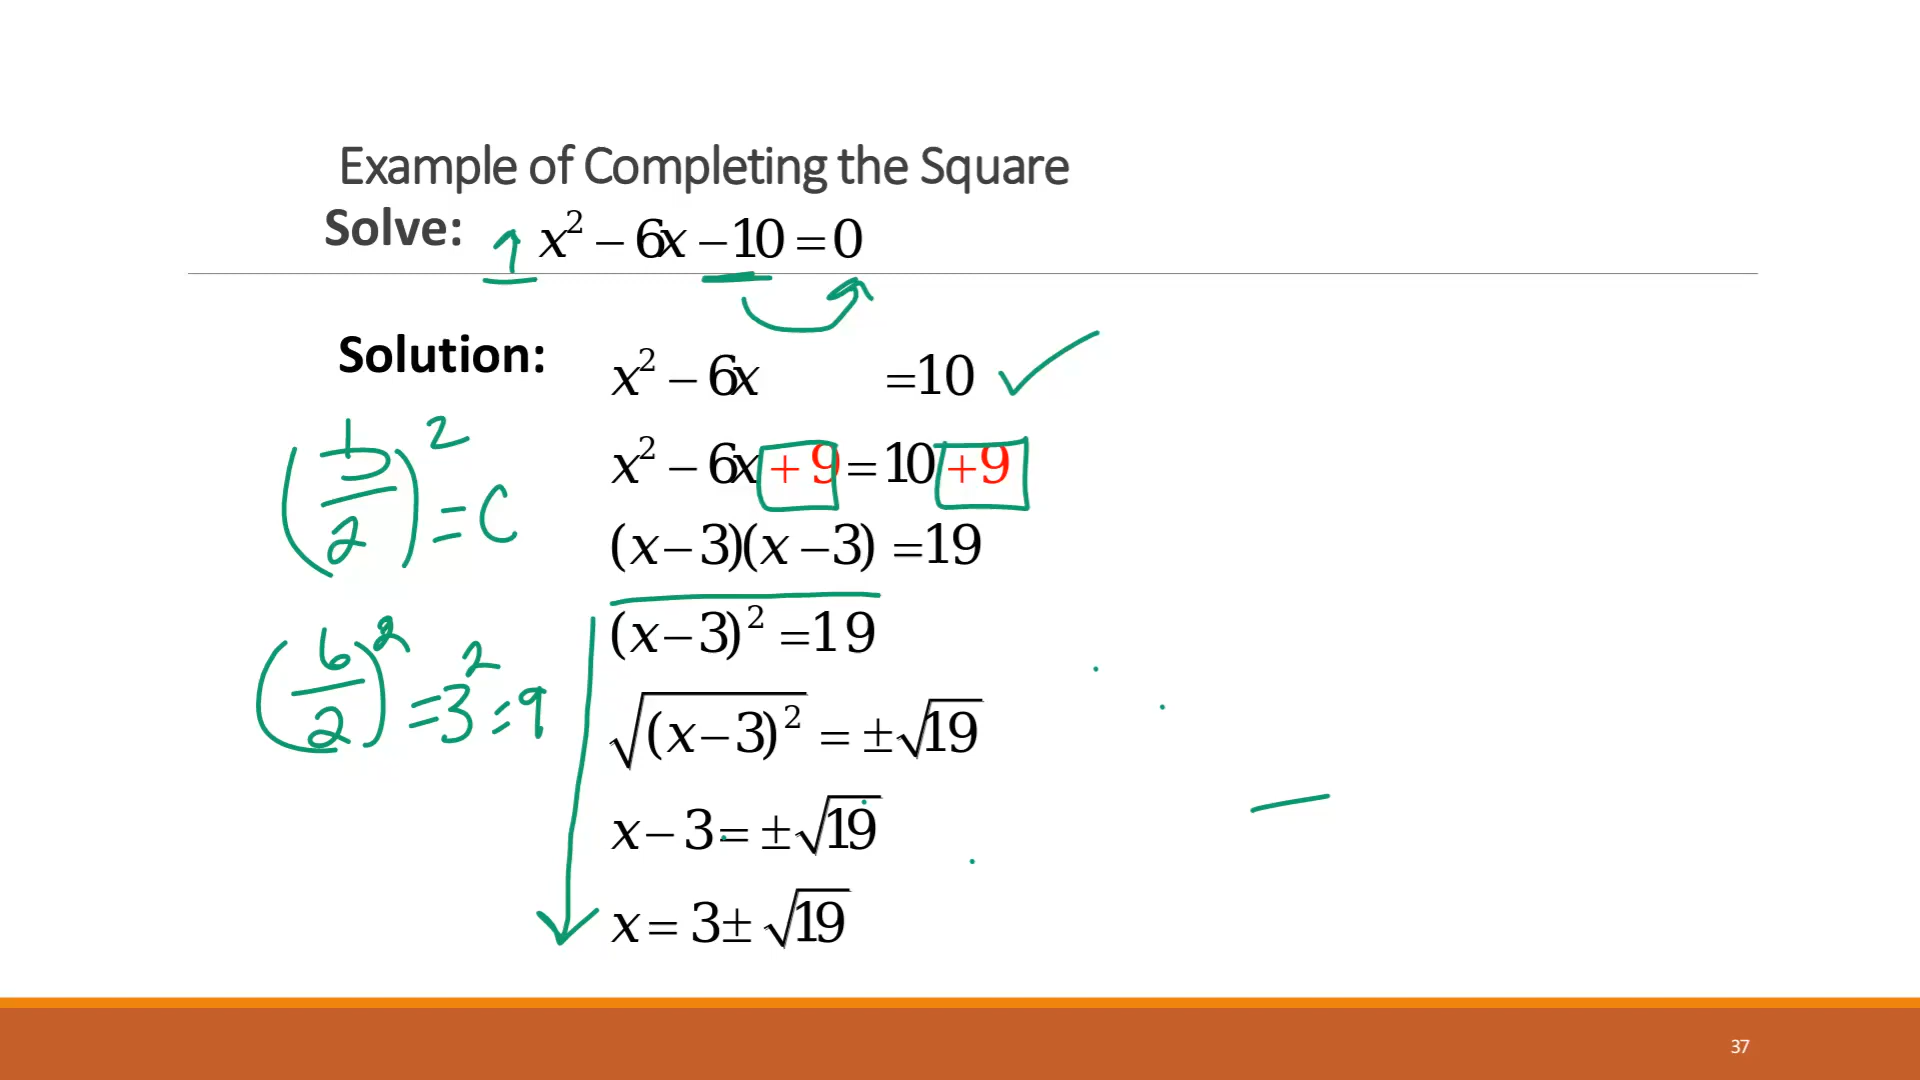 Example of Completing the Square
Solve: 1 x² − 6x − 10 = 0
Solution: x² − 6x = 10
x² − 6x + 9 = 10 + 9
(b/2)² = C
(x − 3)(x − 3) = 19
(x − 3)² = 19
(6/2)² = 3² = 9
√(x − 3)² = ±√19
x − 3 = ±√19
x = 3 ± √19
37